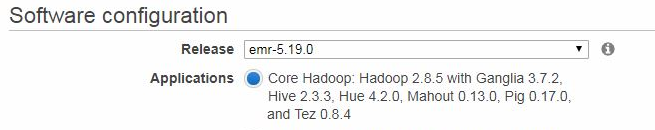 Software configuration
Release emr-5.19.0
Applications Core Hadoop: Hadoop 2.8.5 with Ganglia 3.7.2,
Hive 2.3.3, Hue 4.2.0, Mahout 0.13.0, Pig 0.17.0,
and Tez 0.8.4